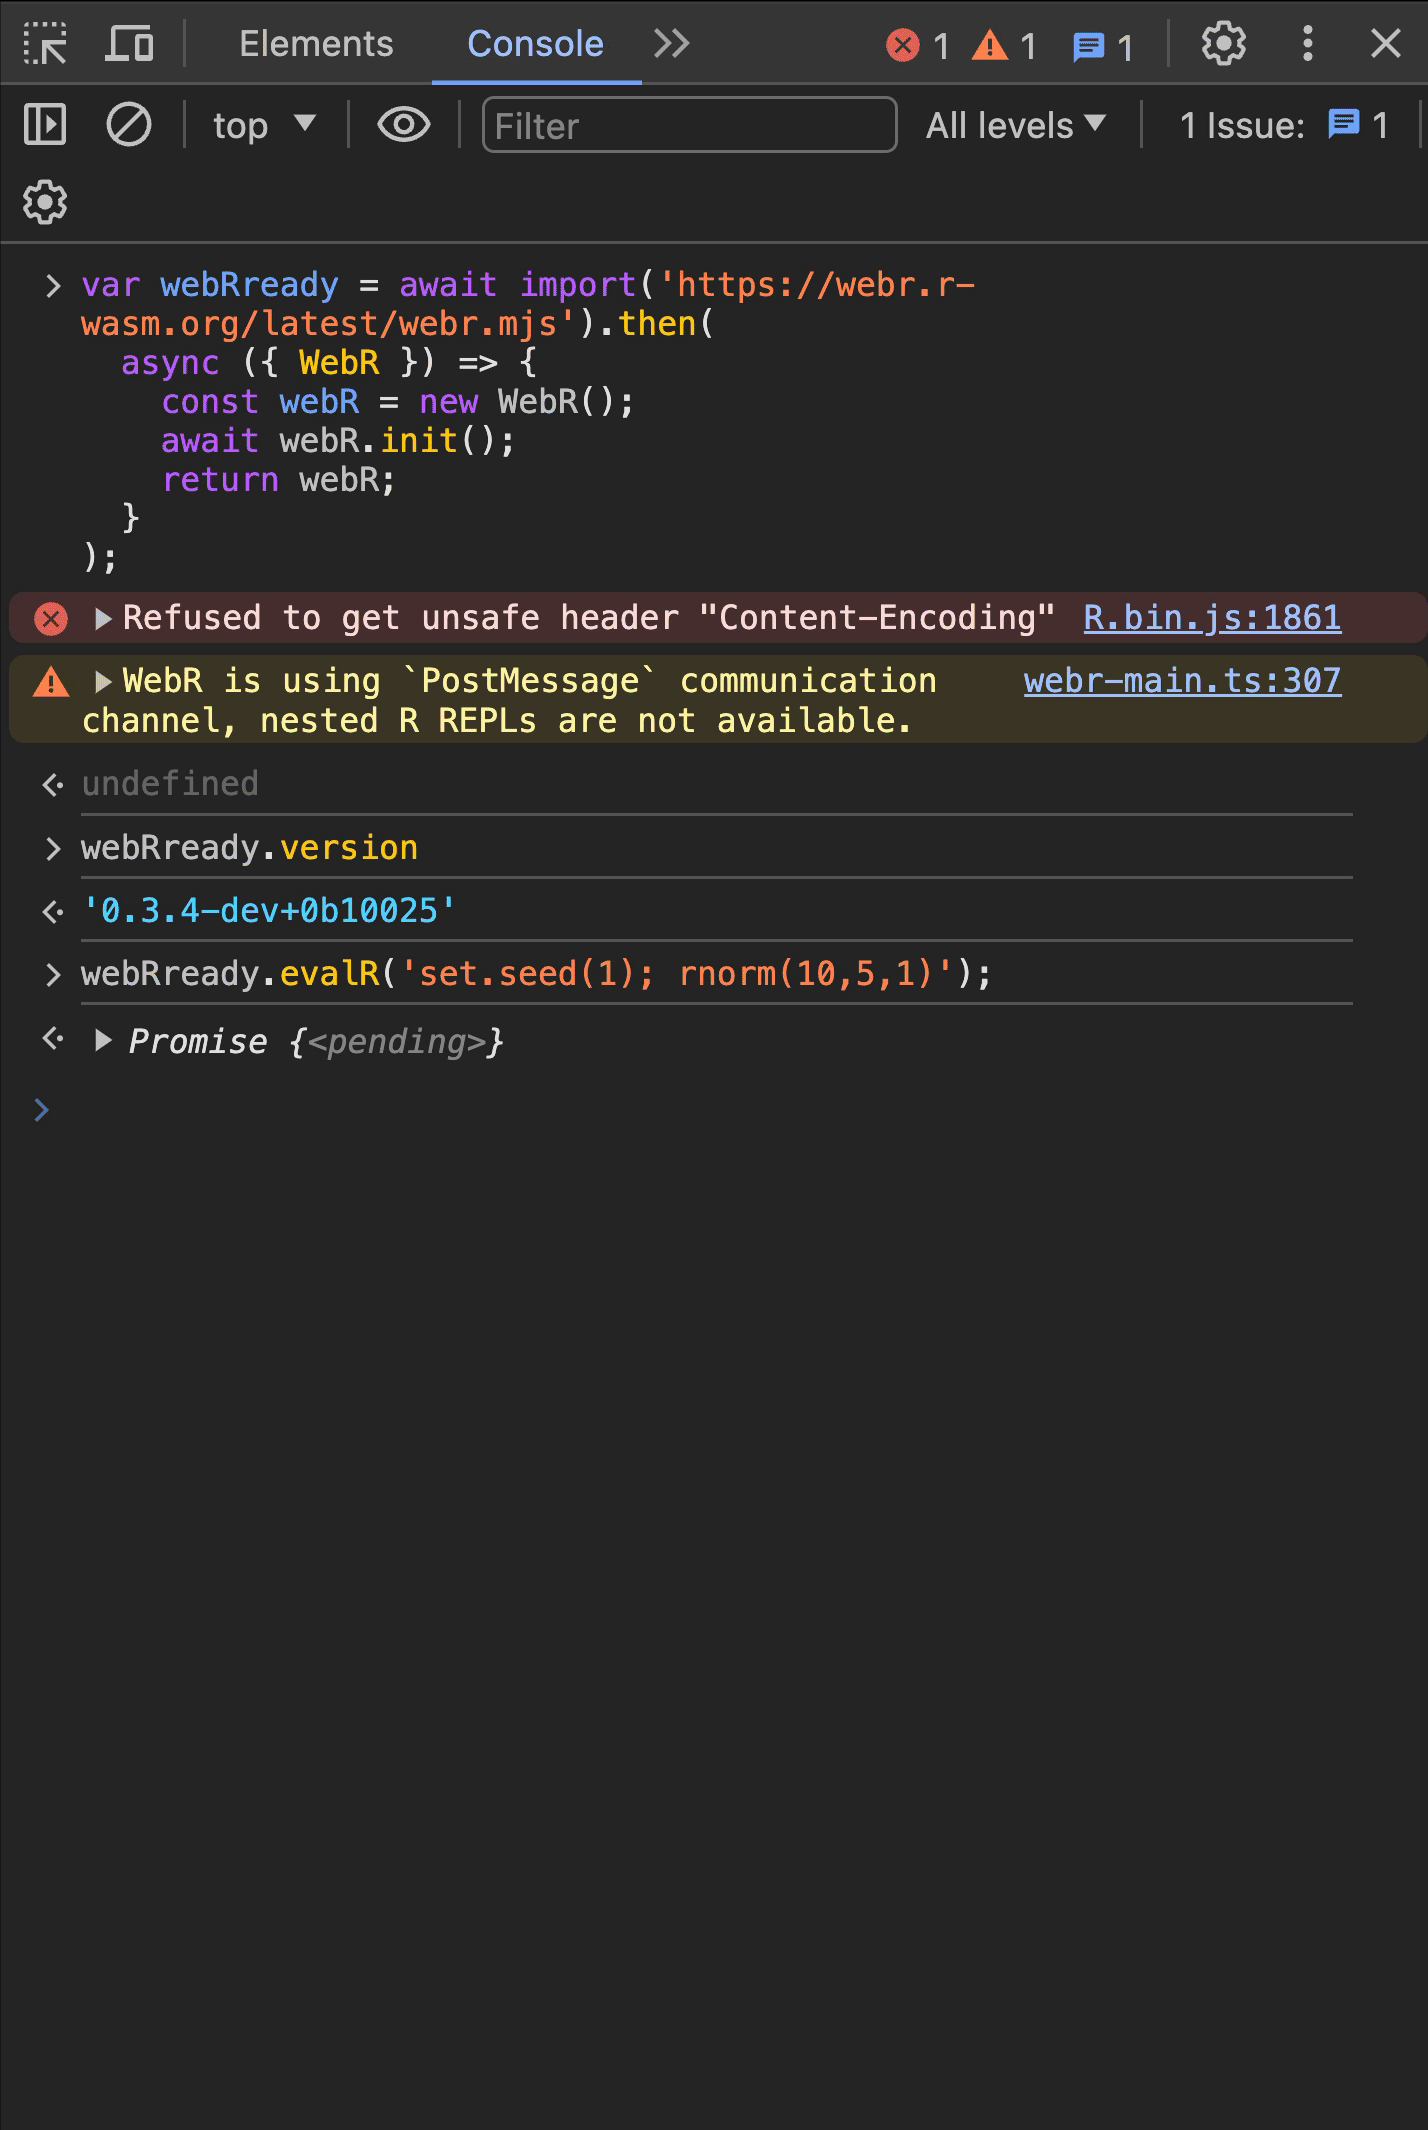 Elements Console 1 1 1
top Filter All levels 1 Issue: 1
var webRready = await import('https://webr.r-
wasm.org/latest/webr.mjs').then(
  async ({ WebR }) => {
    const webR = new WebR();
    await webR.init();
    return webR;
  }
);
Refused to get unsafe header "Content-Encoding" R.bin.js:1861
WebR is using `PostMessage` communication webr-main.ts:307
channel, nested R REPLs are not available.
undefined
webRready.version
'0.3.4-dev+0b10025'
webRready.evalR('set.seed(1); rnorm(10,5,1)');
Promise {<pending>}